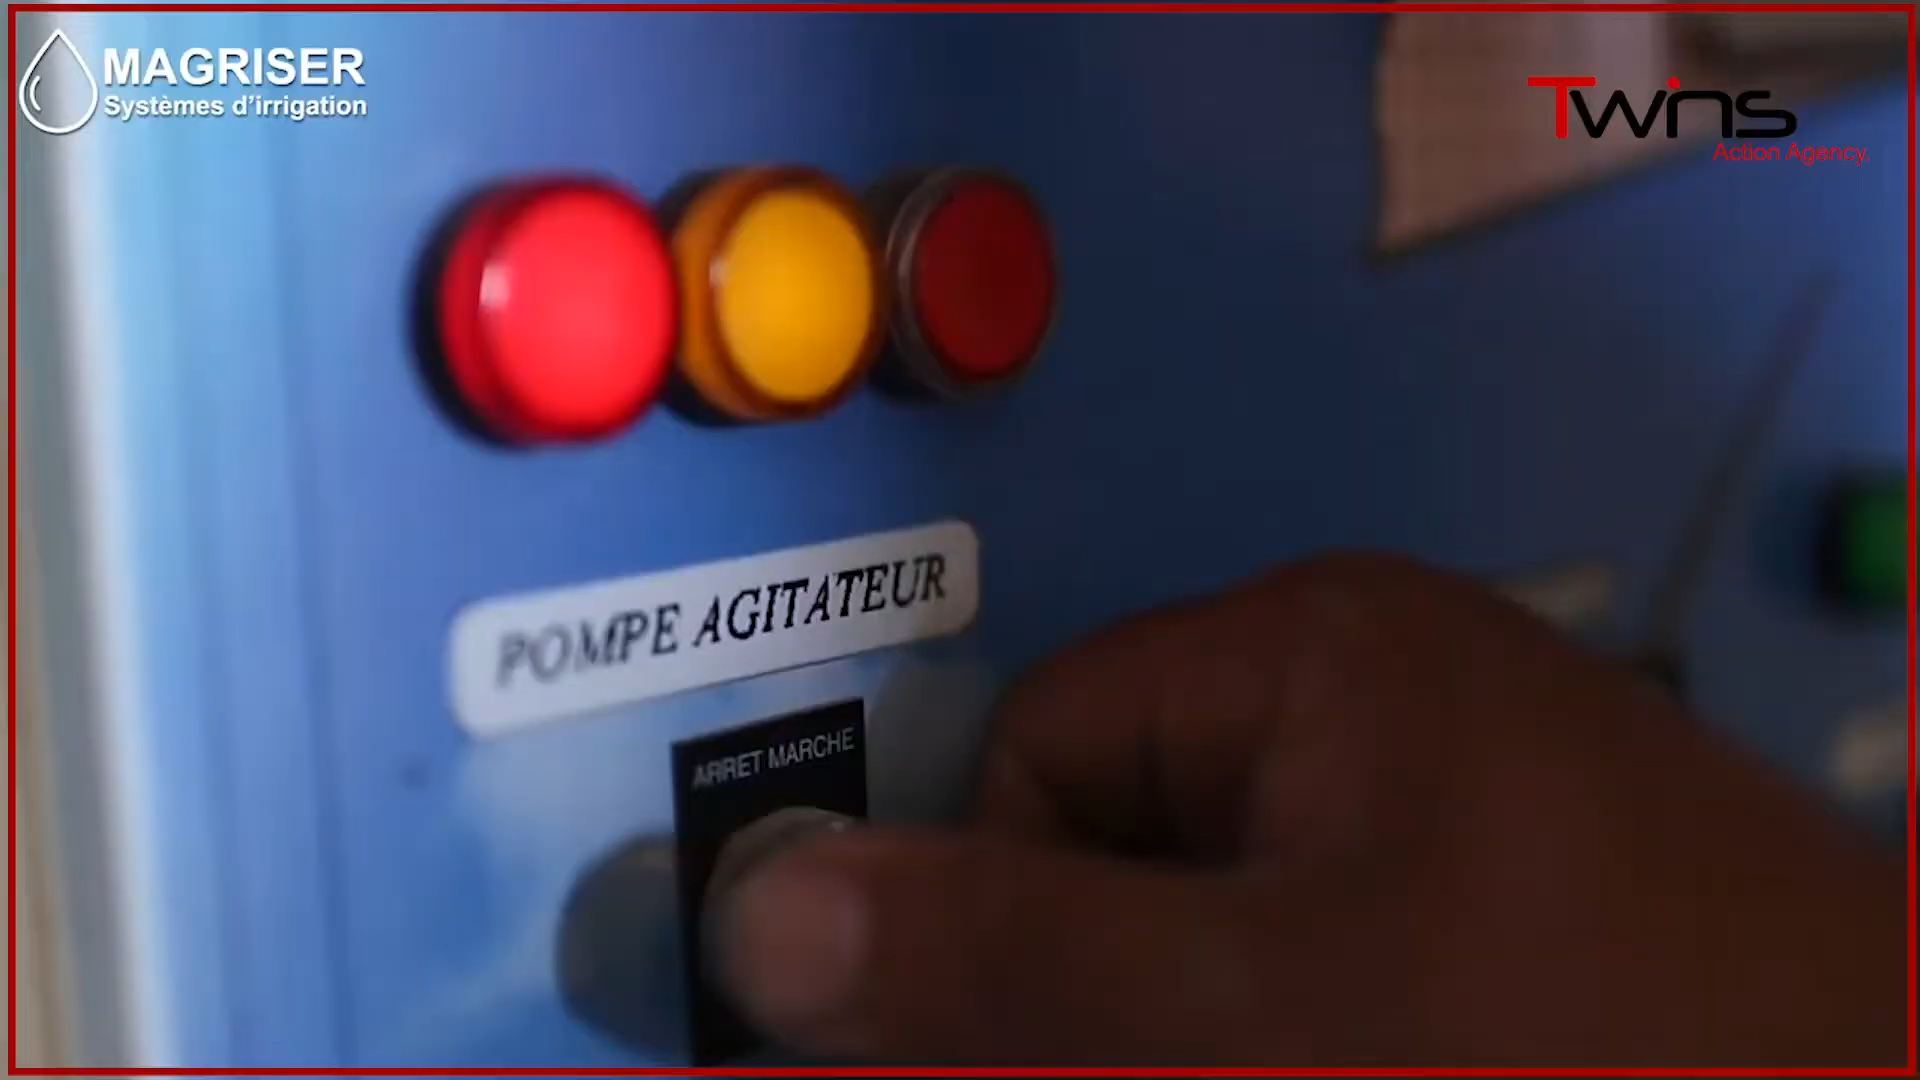 MAGRISER
Systèmes d'irrigation
Twins
Action Agency.
POMPE AGITATEUR
ARRET MARCHE